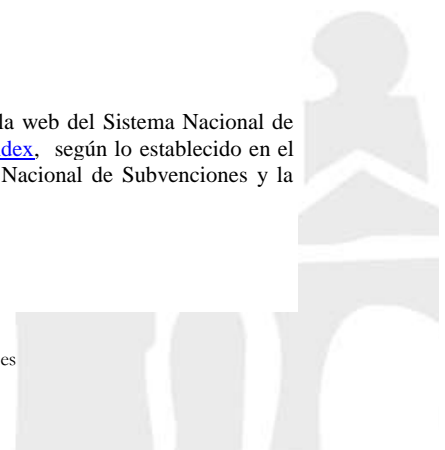 la web del Sistema Nacional de
dex, según lo establecido en el
Nacional de Subvenciones y la
es